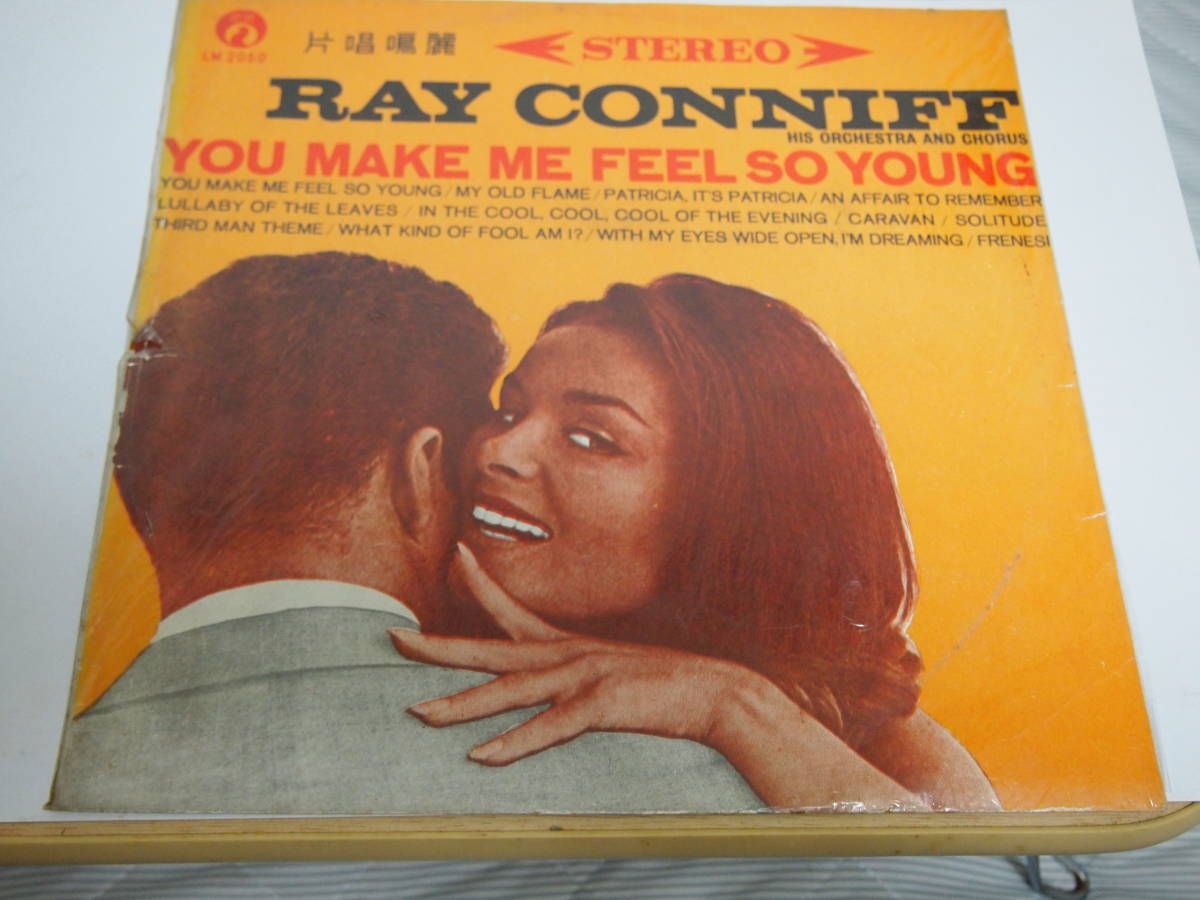 LM 2050
片唱鳴麗
STEREO
RAY CONNIFF
HIS ORCHESTRA AND CHORUS
YOU MAKE ME FEEL SO YOUNG
YOU MAKE ME FEEL SO YOUNG / MY OLD FLAME / PATRICIA, IT'S PATRICIA / AN AFFAIR TO REMEMBER
LULLABY OF THE LEAVES / IN THE COOL, COOL, COOL OF THE EVENING / CARAVAN / SOLITUDE
THIRD MAN THEME / WHAT KIND OF FOOL AM I? / WITH MY EYES WIDE OPEN, I'M DREAMING / FRENESI